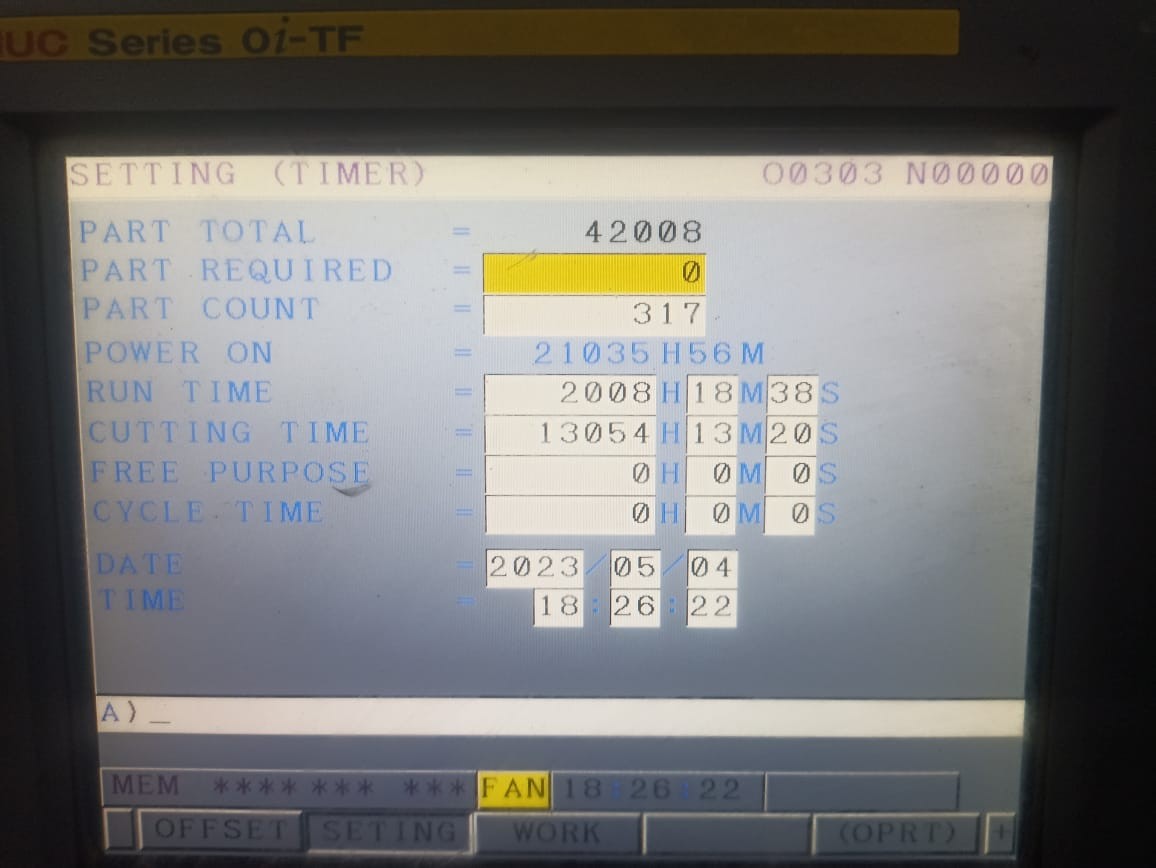 UC Series 0i-TF
SETTING (TIMER) O0303 N00000
PART TOTAL = 42008
PART REQUIRED = 0
PART COUNT = 317
POWER ON = 21035H56M
RUN TIME = 2008H18M38S
CUTTING TIME = 13054H13M20S
FREE PURPOSE = 0H 0M 0S
CYCLE TIME = 0H 0M 0S
DATE = 2023/05/04
TIME = 18:26:22
A)_
MEM **** *** *** FAN 18:26:22
OFFSET SETING WORK (OPRT) +